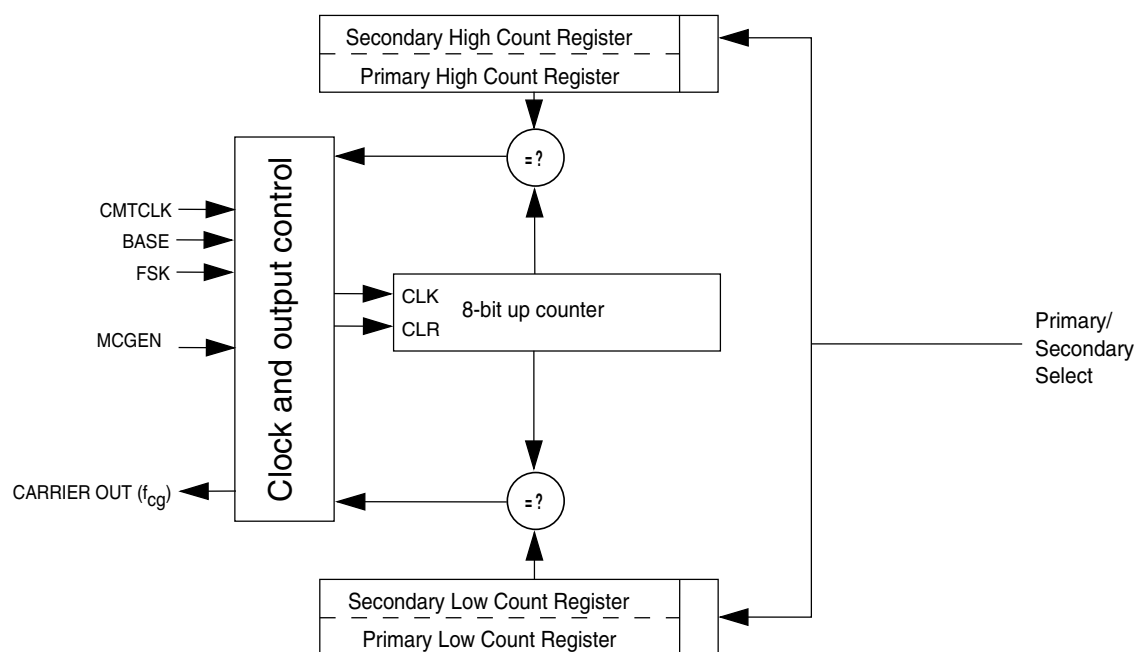 Secondary High Count Register
Primary High Count Register
=?
Clock and output control
CMTCLK
BASE
FSK
MCGEN
CLK
CLR
8-bit up counter
Primary/
Secondary
Select
CARRIER OUT (fcg)
=?
Secondary Low Count Register
Primary Low Count Register